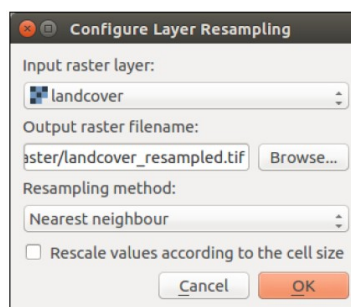 Configure Layer Resampling
Input raster layer:
landcover
Output raster filename:
aster/landcover_resampled.tif Browse...
Resampling method:
Nearest neighbour
Rescale values according to the cell size
Cancel OK